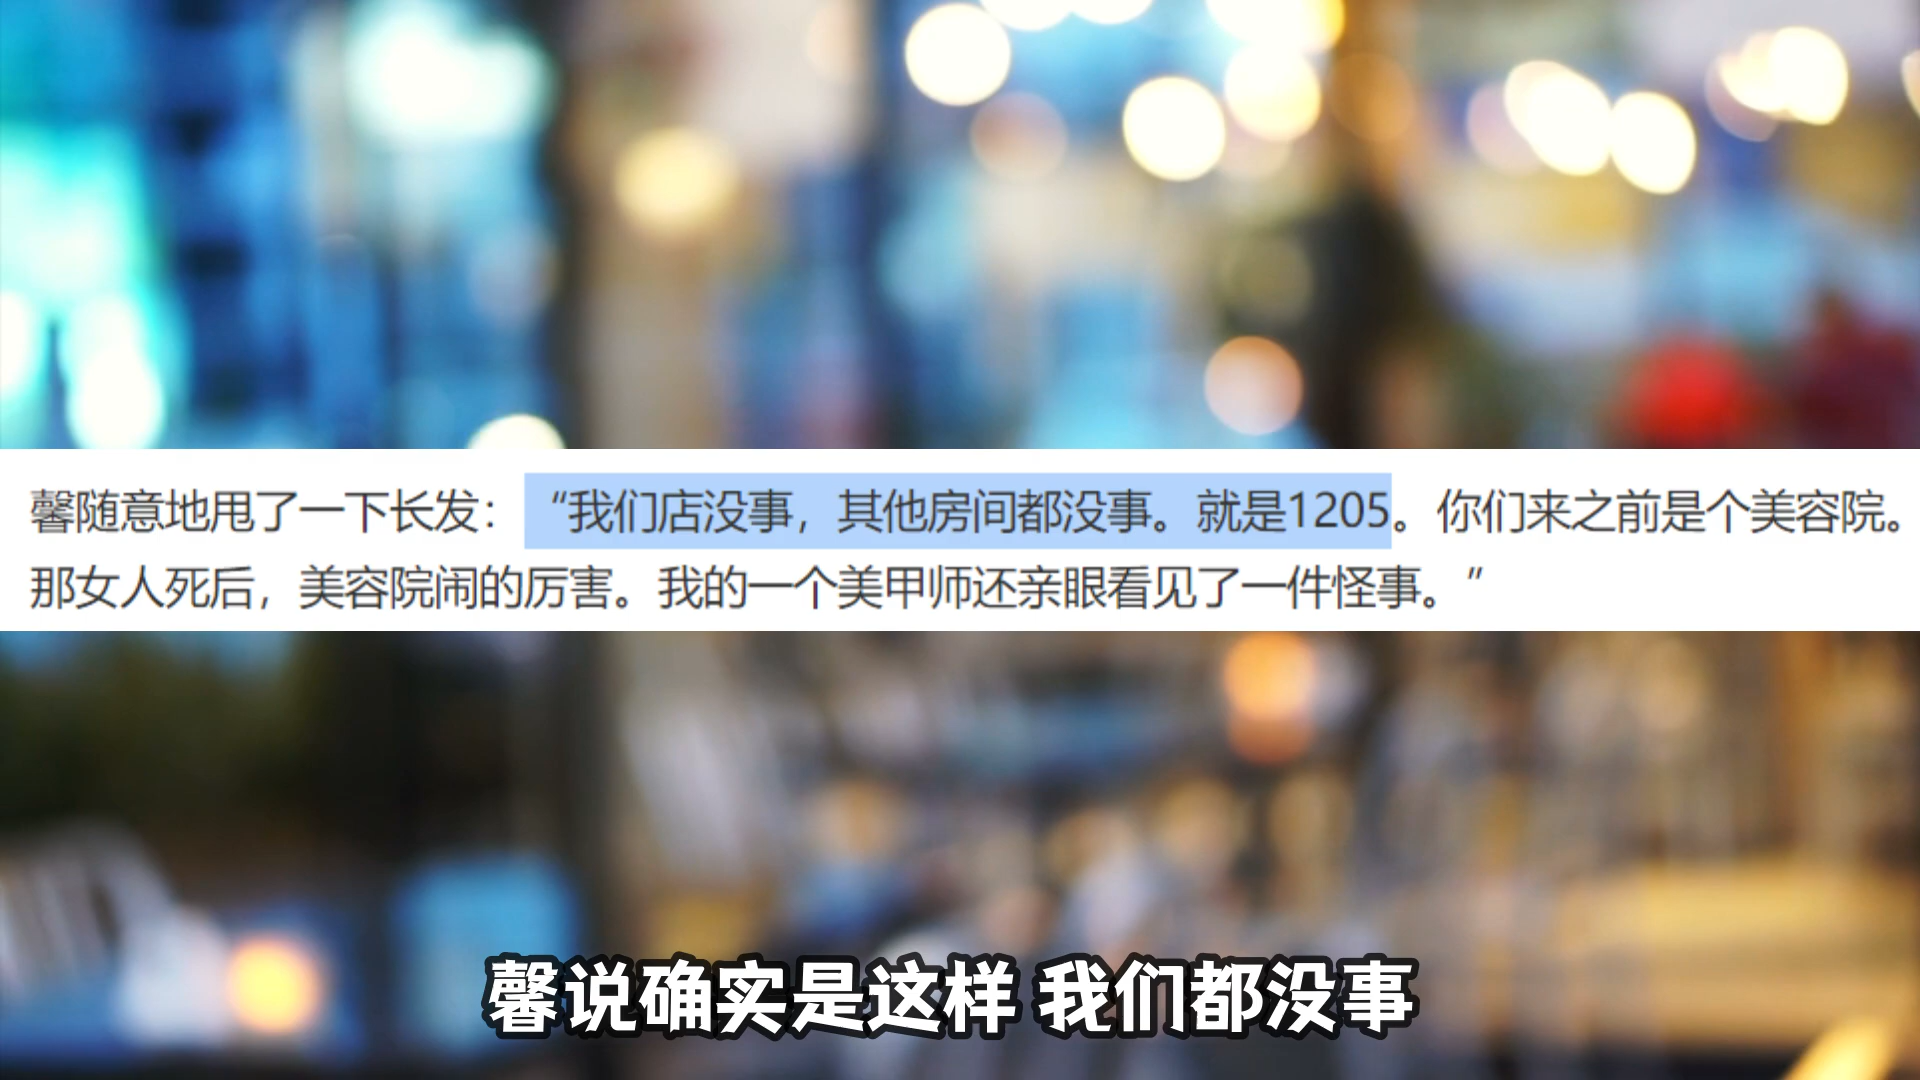 馨随意地甩了一下长发：“我们店没事，其他房间都没事。就是1205。你们来之前是个美容院。
那女人死后，美容院闹的厉害。我的一个美甲师还亲眼看见了一件怪事。”
馨说确实是这样 我们都没事